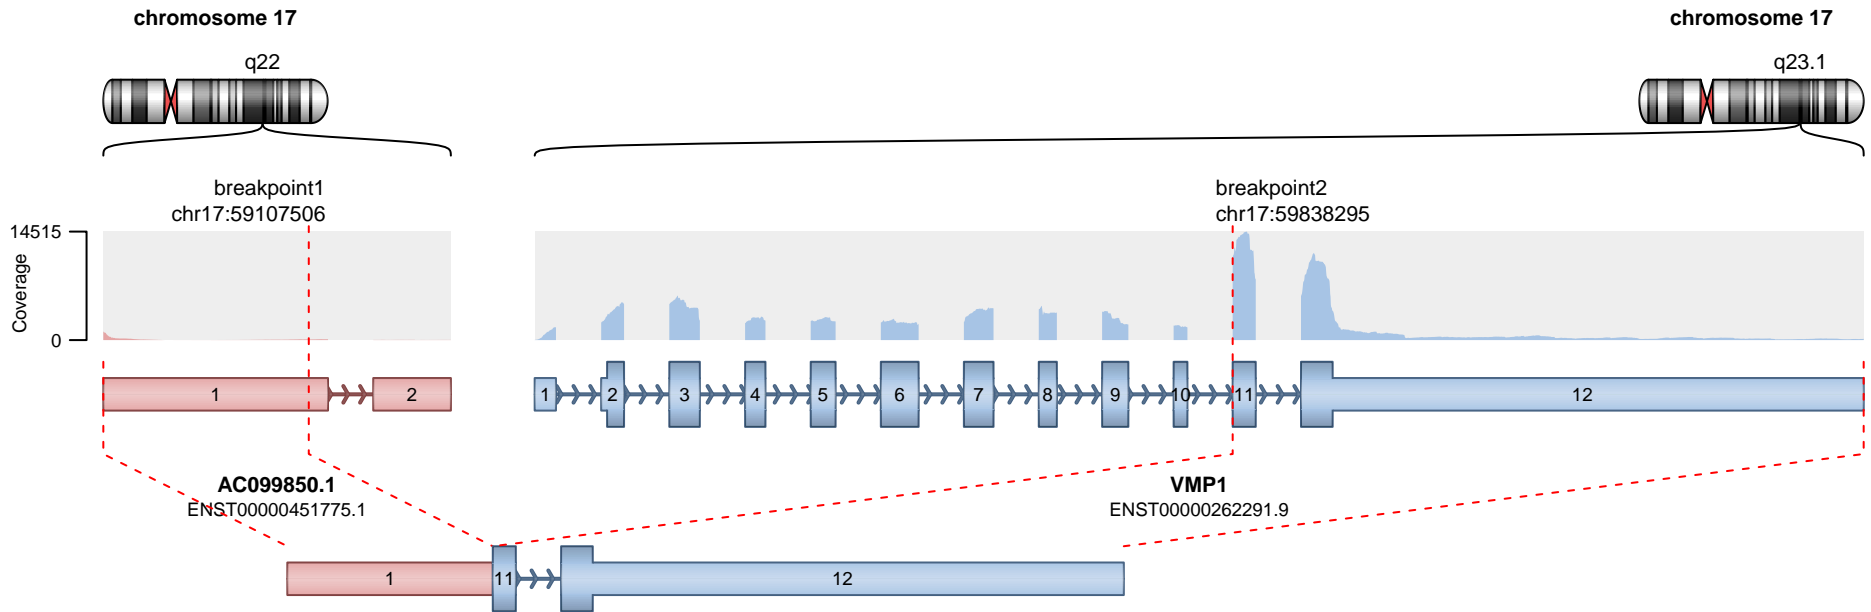 chromosome 17
chromosome 17
q22
q23.1
breakpoint1
chr17:59107506
breakpoint2
chr17:59838295
14515
Coverage
0
1
2
1
2
3
4
5
6
7
8
9
10
11
12
AC099850.1
ENST00000451775.1
VMP1
ENST00000262291.9
1
11
12